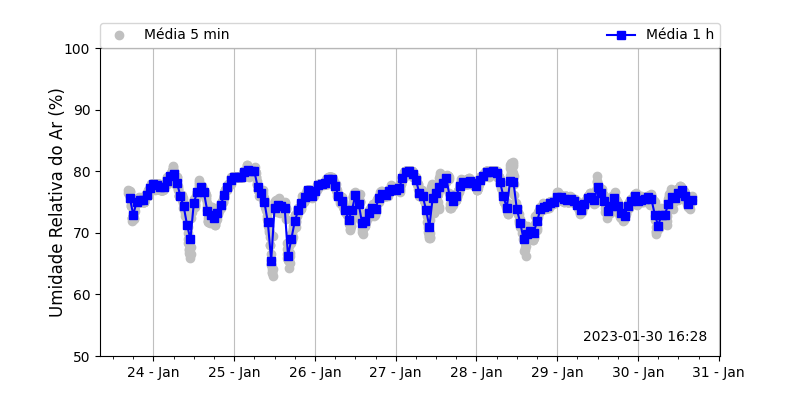 Média 5 min
Média 1 h
Umidade Relativa do Ar (%)
100
90
80
70
60
50
2023-01-30 16:28
24 - Jan
25 - Jan
26 - Jan
27 - Jan
28 - Jan
29 - Jan
30 - Jan
31 - Jan